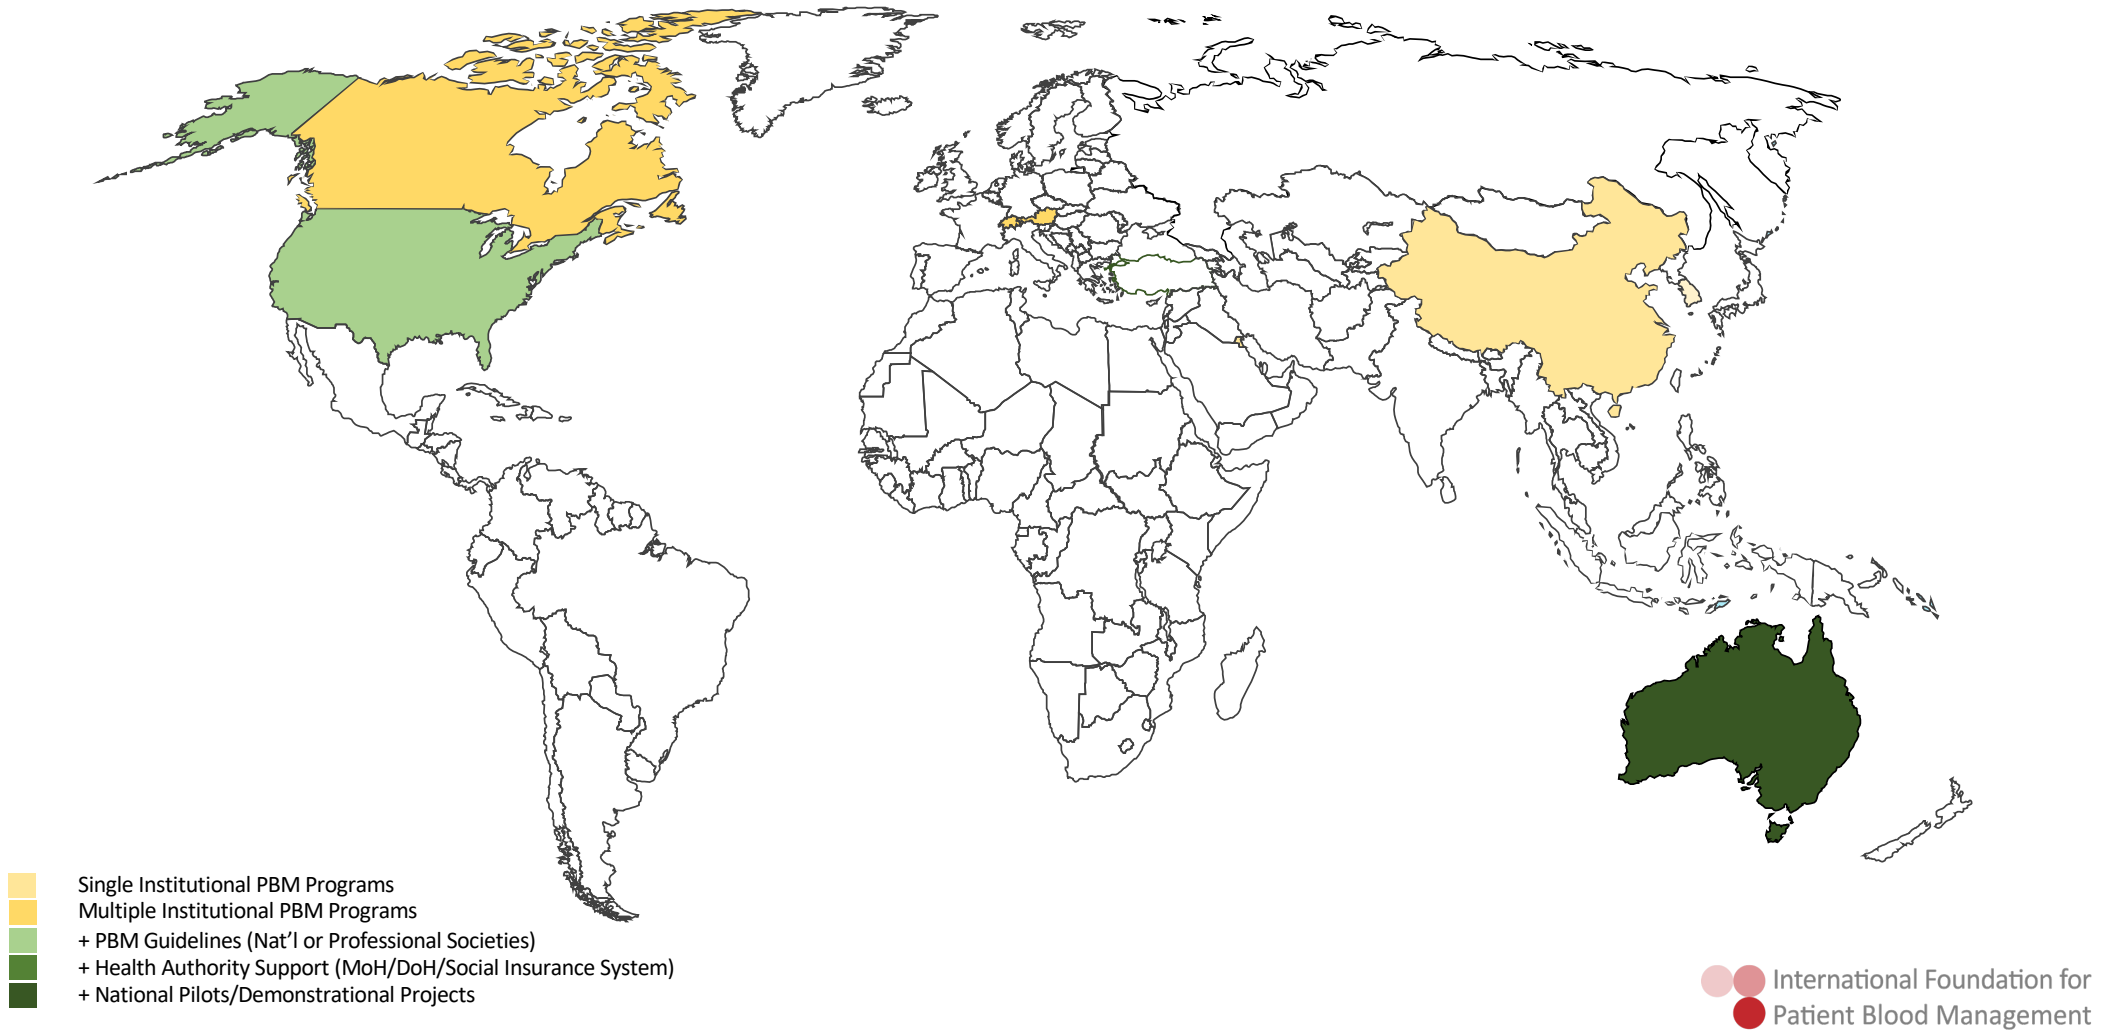 Single Institutional PBM Programs
Multiple Institutional PBM Programs
+ PBM Guidelines (Nat’l or Professional Societies)
+ Health Authority Support (MoH/DoH/Social Insurance System)
+ National Pilots/Demonstrational Projects
International Foundation for
Patient Blood Management